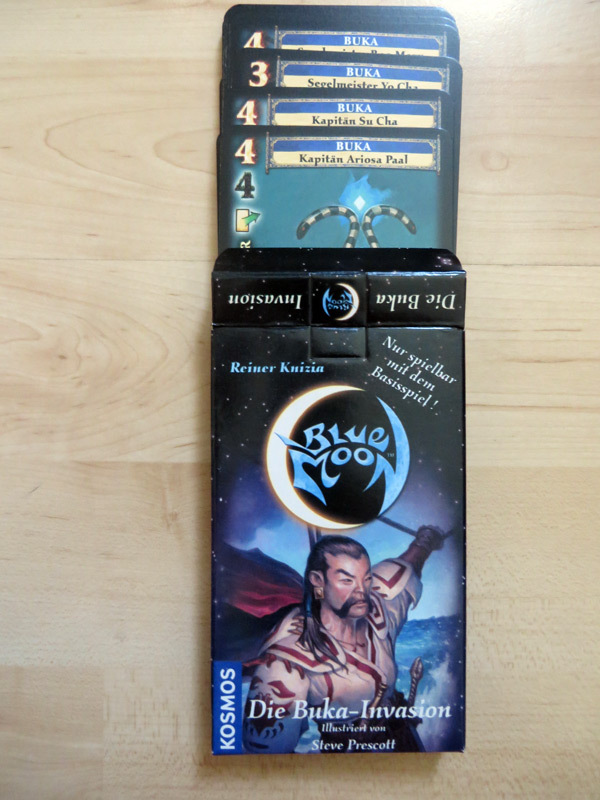 4
BUKA
3
BUKA
Segelmeister Yo Cha
4
BUKA
Kapitän Su Cha
4
BUKA
Kapitän Ariosa Paal
4
Die Buka
BLUE MOON
Invasion
Reiner Knizia
Nur spielbar
mit dem
Basisspiel !
BLUE
MOON™
KOSMOS
Die Buka-Invasion
Illustriert von
Steve Prescott